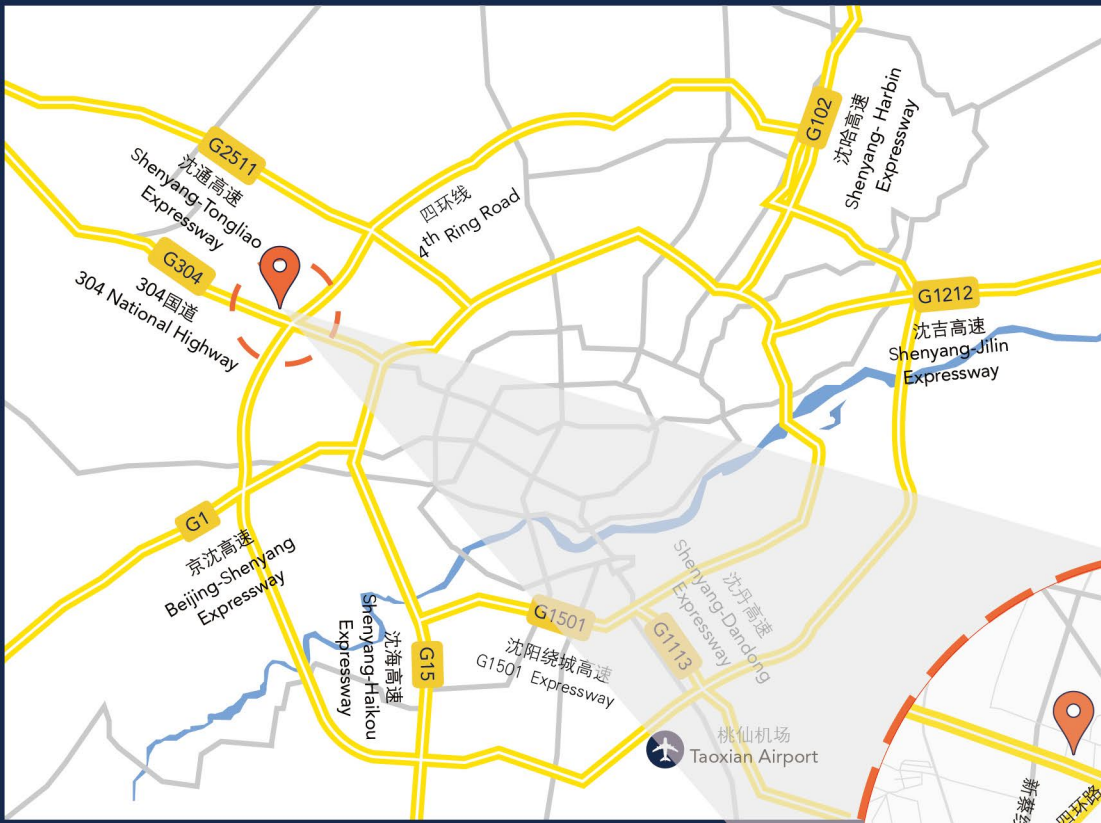 G2511
沈通高速
Shenyang-Tongliao
Expressway
G304
304国道
304 National Highway
四环线
4th Ring Road
G102
沈哈高速
Shenyang- Harbin
Expressway
G1212
沈吉高速
Shenyang-Jilin
Expressway
G1
京沈高速
Beijing-Shenyang
Expressway
沈海高速
Shenyang-Haikou
Expressway
G15
G1501
沈阳绕城高速
G1501 Expressway
G1113
沈丹高速
Shenyang-Dandong
Expressway
桃仙机场
Taoxian Airport
新蔡
四环路